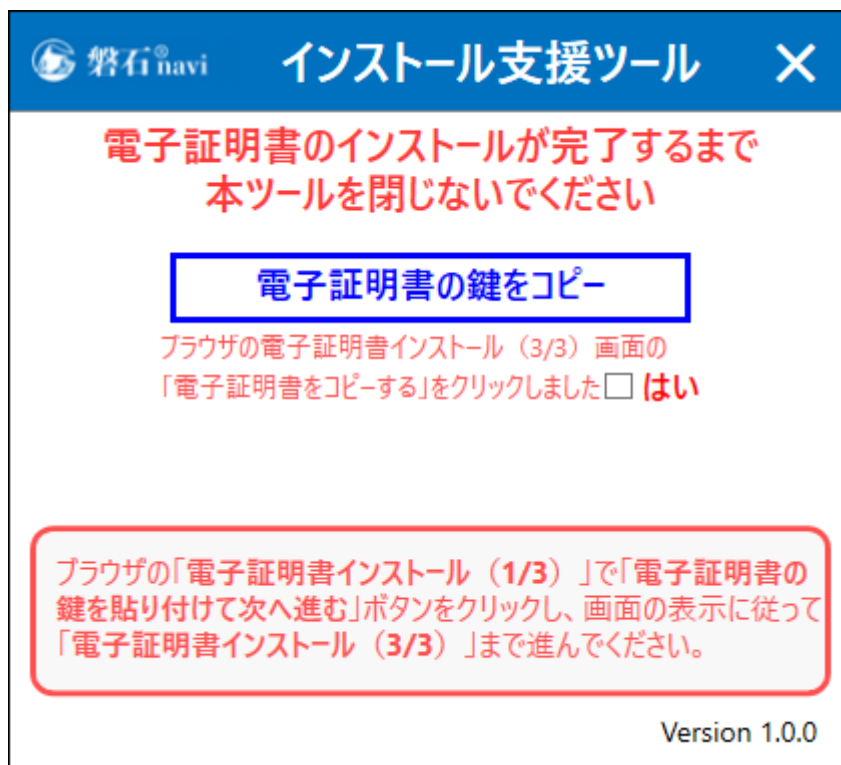 磐石®navi インストール支援ツール ×
電子証明書のインストールが完了するまで
本ツールを閉じないでください
電子証明書の鍵をコピー
ブラウザの電子証明書インストール（3/3）画面の
「電子証明書をコピーする」をクリックしました□ はい
ブラウザの「電子証明書インストール（1/3）」で「電子証明書の
鍵を貼り付けて次へ進む」ボタンをクリックし、画面の表示に従って
「電子証明書インストール（3/3）」まで進んでください。
Version 1.0.0